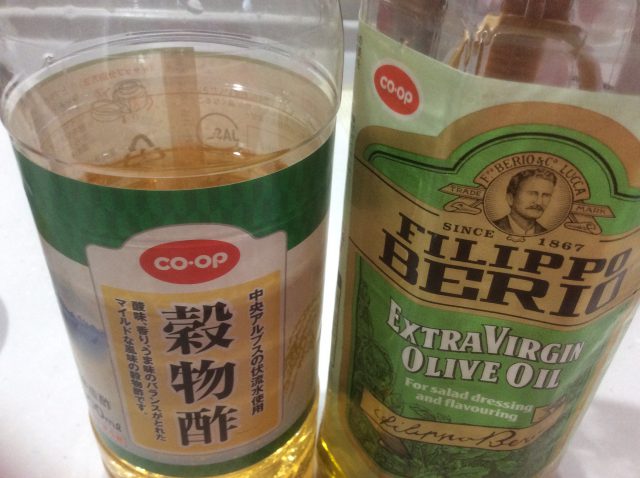 JAS
CO·OP
中央アルプスの伏流水使用
穀物酢
酸味、香り、うま味のバランスがとれた
マイルドな風味の穀物酢です。
CO·OP
F.LLI BERIO & C. LUCCA
TRADE MARK
SINCE 1867
FILIPPO
BERIO
EXTRA VIRGIN
OLIVE OIL
For salad dressing
and flavouring
Filippo Berio